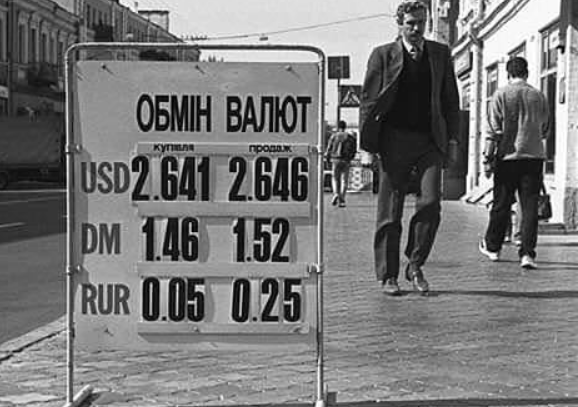 ОБМІН ВАЛЮТ
купівля продаж
USD 2.641 2.646
DM 1.46 1.52
RUR 0.05 0.25